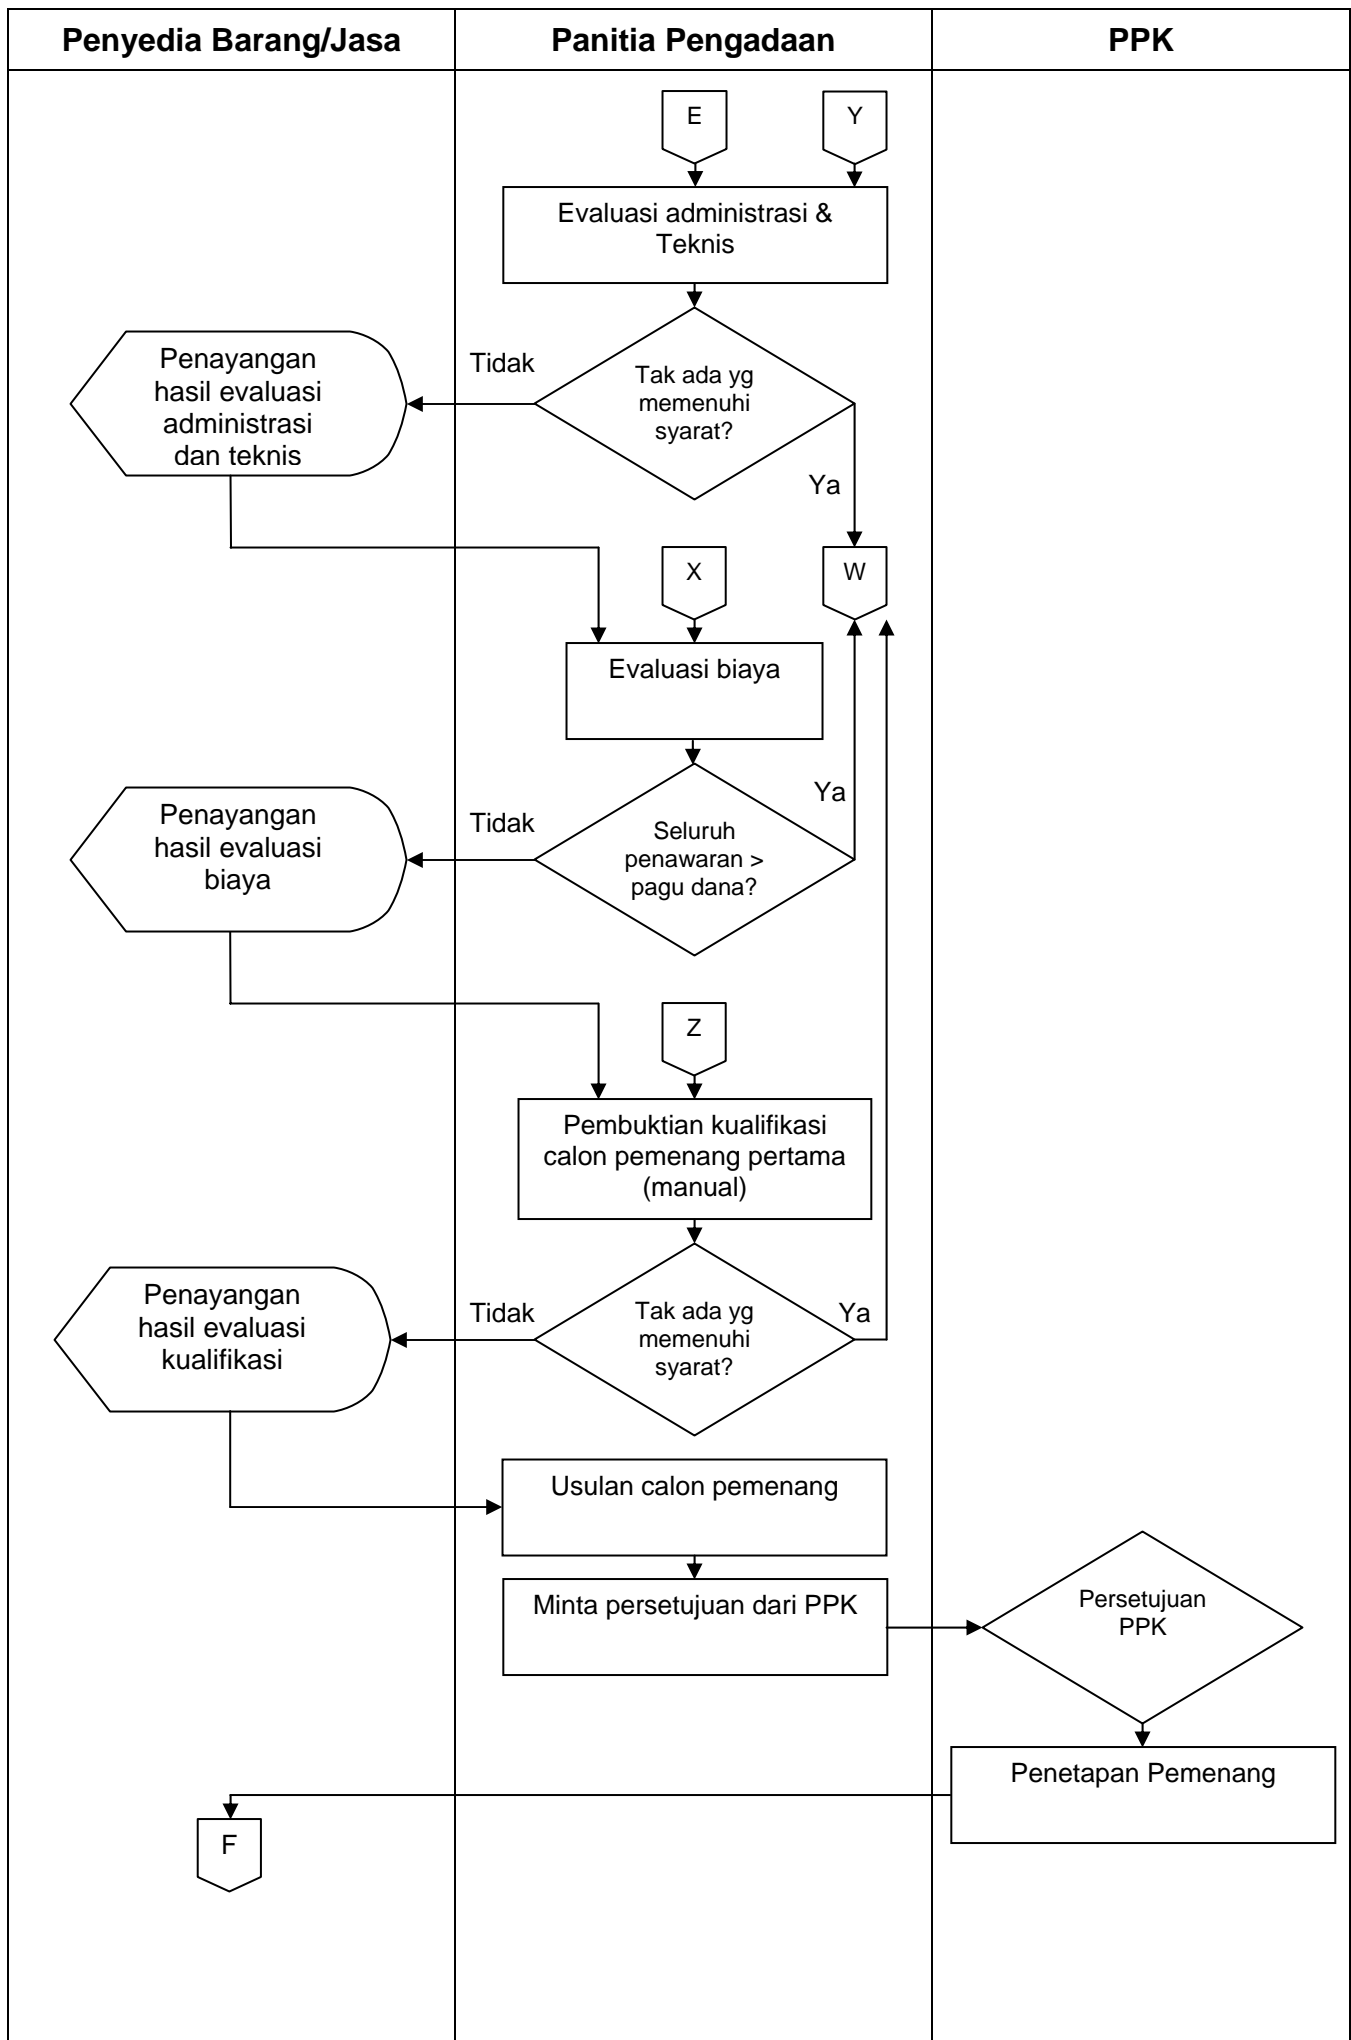 Penyedia Barang/Jasa
Panitia Pengadaan
PPK
E
Y
Evaluasi administrasi &
Teknis
Penayangan
hasil evaluasi
administrasi
dan teknis
Tidak
Tak ada yg
memenuhi
syarat?
Ya
X
W
Evaluasi biaya
Penayangan
hasil evaluasi
biaya
Tidak
Seluruh
penawaran >
pagu dana?
Ya
Z
Pembuktian kualifikasi
calon pemenang pertama
(manual)
Penayangan
hasil evaluasi
kualifikasi
Tidak
Tak ada yg
memenuhi
syarat?
Ya
Usulan calon pemenang
Minta persetujuan dari PPK
Persetujuan
PPK
Penetapan Pemenang
F